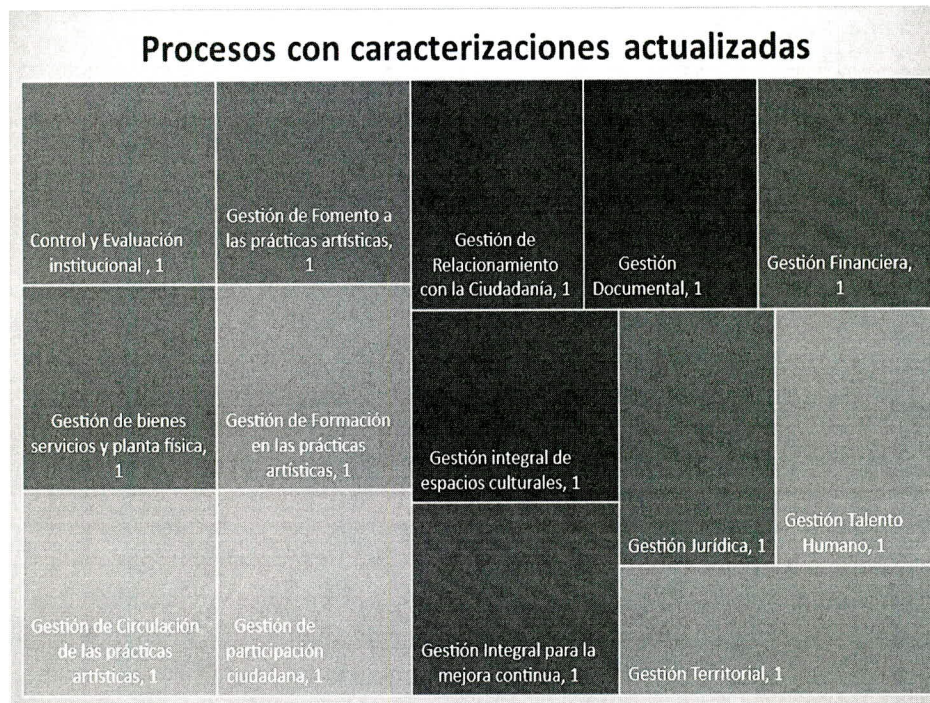 Procesos con caracterizaciones actualizadas
Control y Evaluación
institucional , 1
Gestión de Fomento a
las prácticas artísticas,
1
Gestión de
Relacionamiento
con la Ciudadanía, 1
Gestión
Documental, 1
Gestión Financiera,
1
Gestión de bienes
servicios y planta física,
1
Gestión de Formación
en las prácticas
artísticas, 1
Gestión integral de
espacios culturales, 1
Gestión Jurídica, 1
Gestión Talento
Humano, 1
Gestión de Circulación
de las prácticas
artísticas, 1
Gestión de
participación
ciudadana, 1
Gestión Integral para la
mejora continua, 1
Gestión Territorial, 1